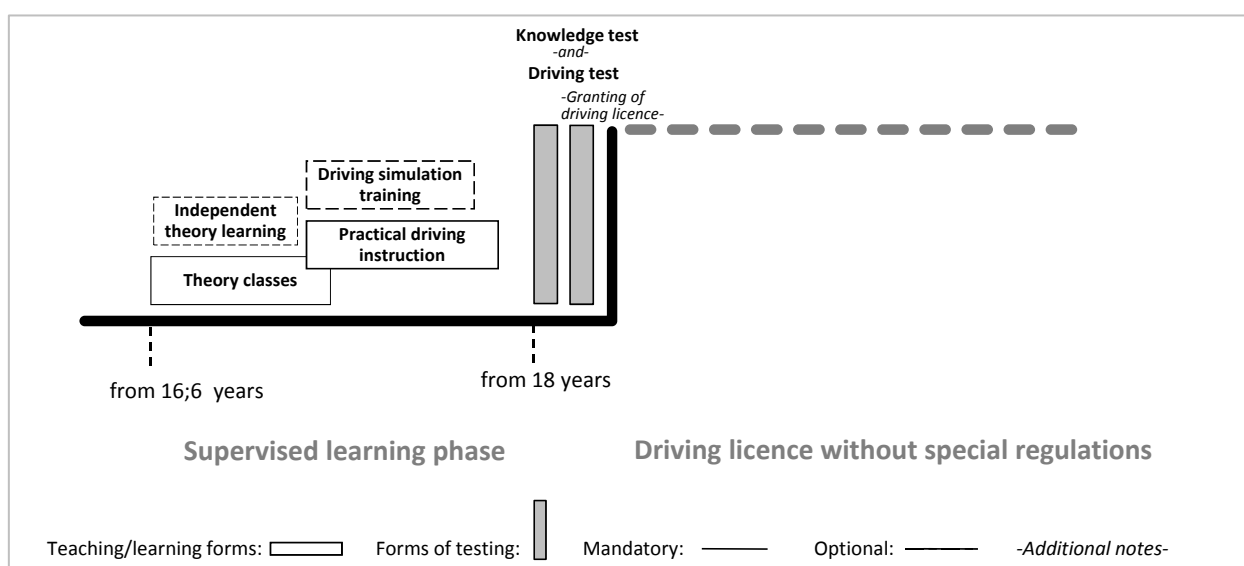 Knowledge test
-and-
Driving test
-Granting of
driving licence-
Driving simulation
training
Independent
theory learning
Practical driving
instruction
Theory classes
from 16;6 years
from 18 years
Supervised learning phase
Driving licence without special regulations
Teaching/learning forms:
Forms of testing:
Mandatory:
Optional:
-Additional notes-